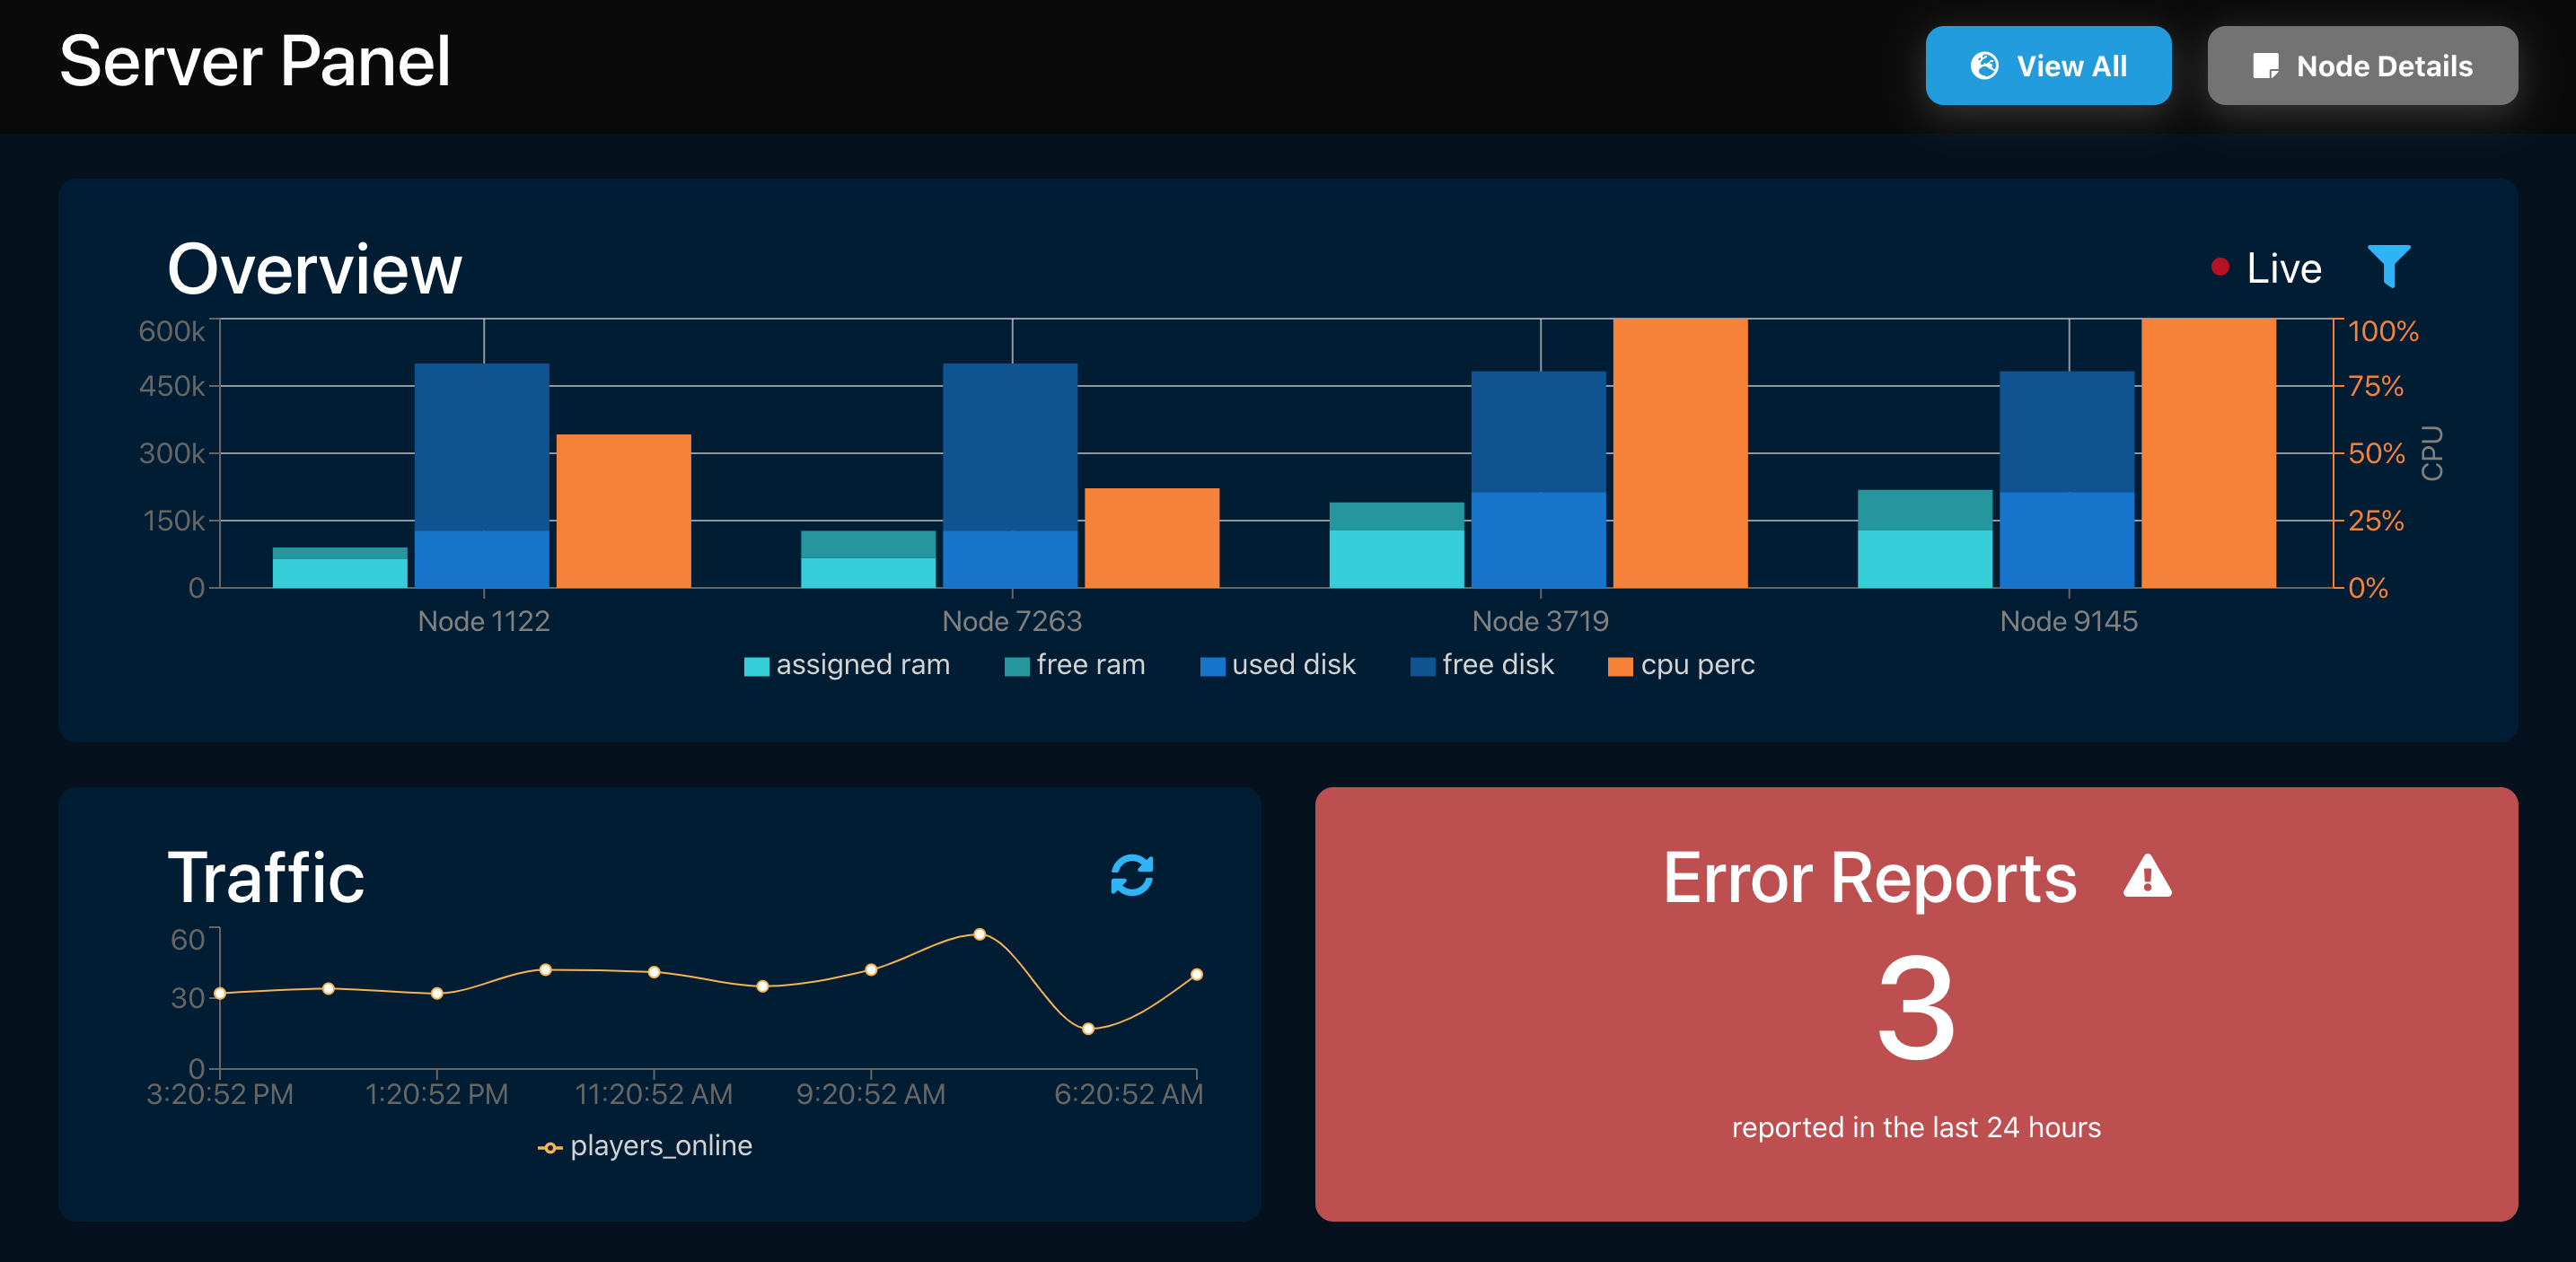 Server Panel
View All
Node Details
Overview
Live
600k
450k
300k
150k
0
100%
75%
50%
25%
0%
CPU
Node 1122
Node 7263
Node 3719
Node 9145
assigned ram
free ram
used disk
free disk
cpu perc
Traffic
60
30
0
3:20:52 PM
1:20:52 PM
11:20:52 AM
9:20:52 AM
6:20:52 AM
players_online
Error Reports
3
reported in the last 24 hours